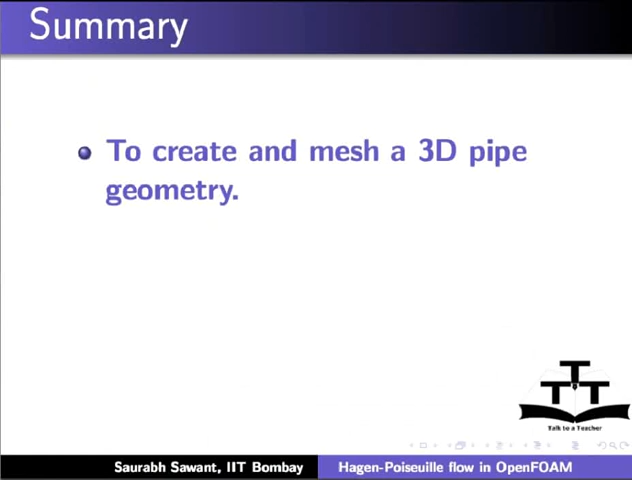 Summary
To create and mesh a 3D pipe
geometry.
T
T T
Talk to a Teacher
Saurabh Sawant, IIT Bombay
Hagen-Poiseuille flow in OpenFOAM